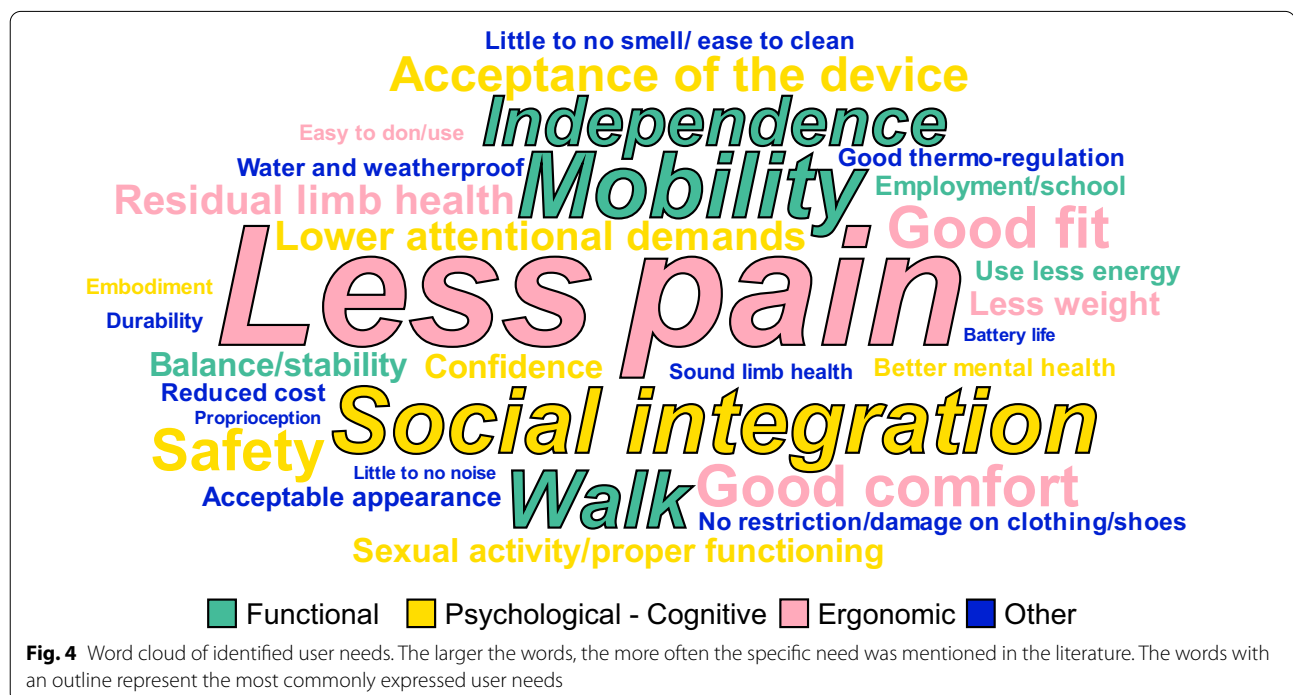 Little to no smell/ ease to clean
Acceptance of the device
Independence
Easy to don/use
Water and weatherproof
Mobility
Good thermo-regulation
Residual limb health
Employment/school
Lower attentional demands
Good fit
Less pain
Use less energy
Embodiment
Less weight
Durability
Battery life
Balance/stability
Confidence
Sound limb health
Better mental health
Reduced cost
Proprioception
Social integration
Safety
Little to no noise
Walk
Good comfort
Acceptable appearance
No restriction/damage on clothing/shoes
Sexual activity/proper functioning
Functional Psychological - Cognitive Ergonomic Other
Fig. 4 Word cloud of identified user needs. The larger the words, the more often the specific need was mentioned in the literature. The words with
an outline represent the most commonly expressed user needs